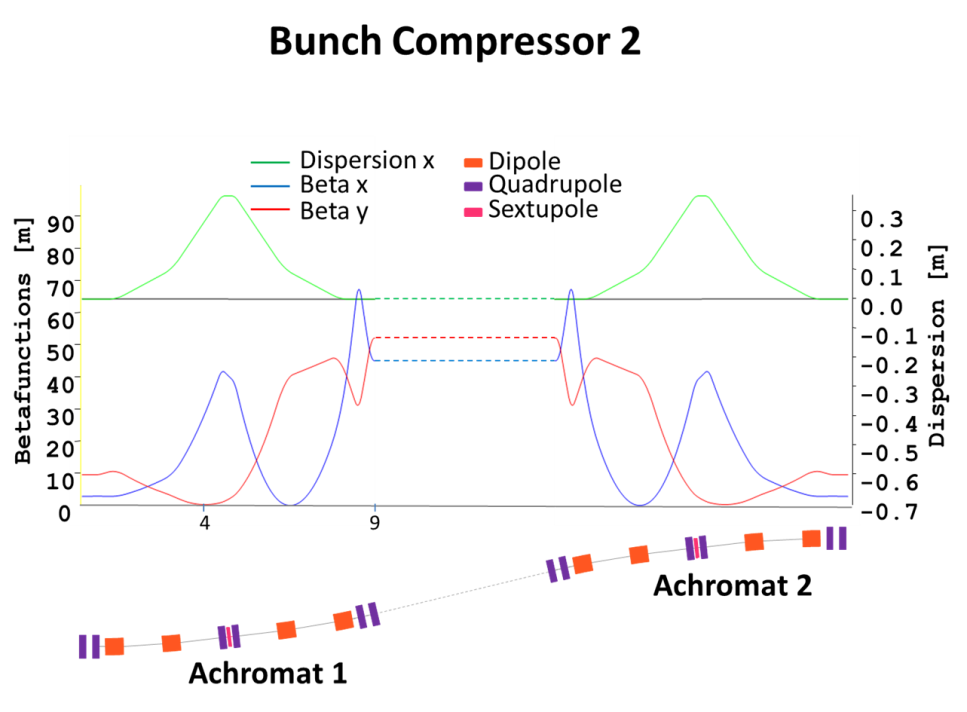 Bunch Compressor 2
Dispersion x
Beta x
Beta y
Dipole
Quadrupole
Sextupole
Betafunctions [m]
90
80
70
60
50
40
30
20
10
0
0.3
0.2
0.1
0.0
-0.1
-0.2
-0.3
-0.4
-0.5
-0.6
-0.7
Dispersion [m]
4
9
Achromat 2
Achromat 1